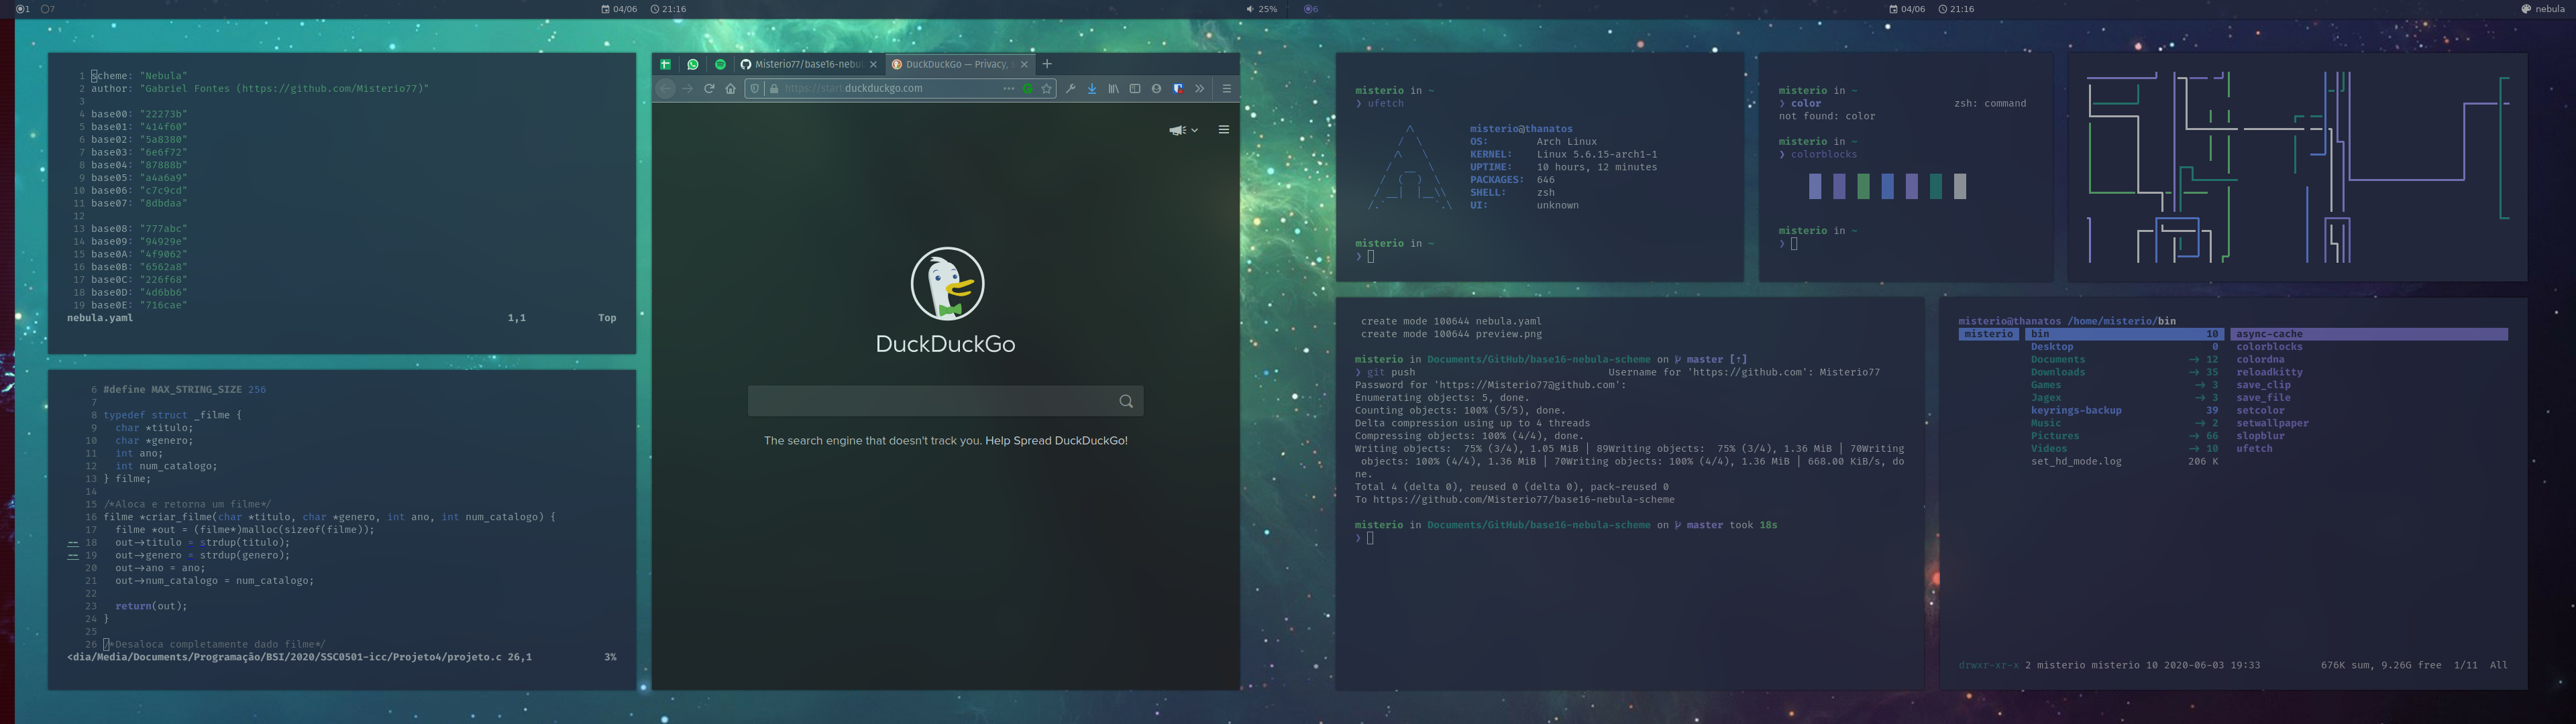 1 7
04/06 21:16
25%
6
04/06 21:16
nebula
1 scheme: "Nebula"
2 author: "Gabriel Fontes (https://github.com/Misterio77)"
3
4 base00: "22273b"
5 base01: "414f60"
6 base02: "5a8380"
7 base03: "6e6f72"
8 base04: "87888b"
9 base05: "a4a6a9"
10 base06: "c7c9cd"
11 base07: "8dbdaa"
12
13 base08: "777abc"
14 base09: "94929e"
15 base0A: "4f9062"
16 base0B: "6562a8"
17 base0C: "226f68"
18 base0D: "4d6bb6"
19 base0E: "716cae"
nebula.yaml 1,1 Top
6 #define MAX_STRING_SIZE 256
7
8 typedef struct _filme {
9 char *titulo;
10 char *genero;
11 int ano;
12 int num_catalogo;
13 } filme;
14
15 /*Aloca e retorna um filme*/
16 filme *criar_filme(char *titulo, char *genero, int ano, int num_catalogo) {
17 filme *out = (filme*)malloc(sizeof(filme));
-- 18 out->titulo = strdup(titulo);
-- 19 out->genero = strdup(genero);
20 out->ano = ano;
21 out->num_catalogo = num_catalogo;
22
23 return(out);
24 }
25
26 /*Desaloca completamente dado filme*/
<dia/Media/Documents/Programação/BSI/2020/SSC0501-icc/Projeto4/projeto.c 26,1 3%
Misterio77/base16-nebul
DuckDuckGo — Privacy, s
https://start.duckduckgo.com
DuckDuckGo
The search engine that doesn't track you. Help Spread DuckDuckGo!
misterio in ~
❯ ufetch
misterio@thanatos
OS: Arch Linux
KERNEL: Linux 5.6.15-arch1-1
UPTIME: 10 hours, 12 minutes
PACKAGES: 646
SHELL: zsh
UI: unknown
misterio in ~
❯
misterio in ~
❯ color zsh: command
not found: color
misterio in ~
❯ colorblocks
misterio in ~
❯
create mode 100644 nebula.yaml
create mode 100644 preview.png
misterio in Documents/GitHub/base16-nebula-scheme on master [↑]
❯ git push Username for 'https://github.com': Misterio77
Password for 'https://Misterio77@github.com':
Enumerating objects: 5, done.
Counting objects: 100% (5/5), done.
Delta compression using up to 4 threads
Compressing objects: 100% (4/4), done.
Writing objects: 75% (3/4), 1.05 MiB | 89Writing objects: 75% (3/4), 1.36 MiB | 70Writing
objects: 100% (4/4), 1.36 MiB | 70Writing objects: 100% (4/4), 1.36 MiB | 668.00 KiB/s, do
ne.
Total 4 (delta 0), reused 0 (delta 0), pack-reused 0
To https://github.com/Misterio77/base16-nebula-scheme
misterio in Documents/GitHub/base16-nebula-scheme on master took 18s
❯
misterio@thanatos /home/misterio/bin
misterio bin 10 async-cache
Desktop 0 colorblocks
Documents -> 12 colordna
Downloads -> 35 reloadkitty
Games -> 3 save_clip
Jagex -> 3 save_file
keyrings-backup 39 setcolor
Music -> 2 setwallpaper
Pictures -> 66 slopblur
Videos -> 10 ufetch
set_hd_mode.log 206 K
drwxr-xr-x 2 misterio misterio 10 2020-06-03 19:33 676K sum, 9.26G free 1/11 All